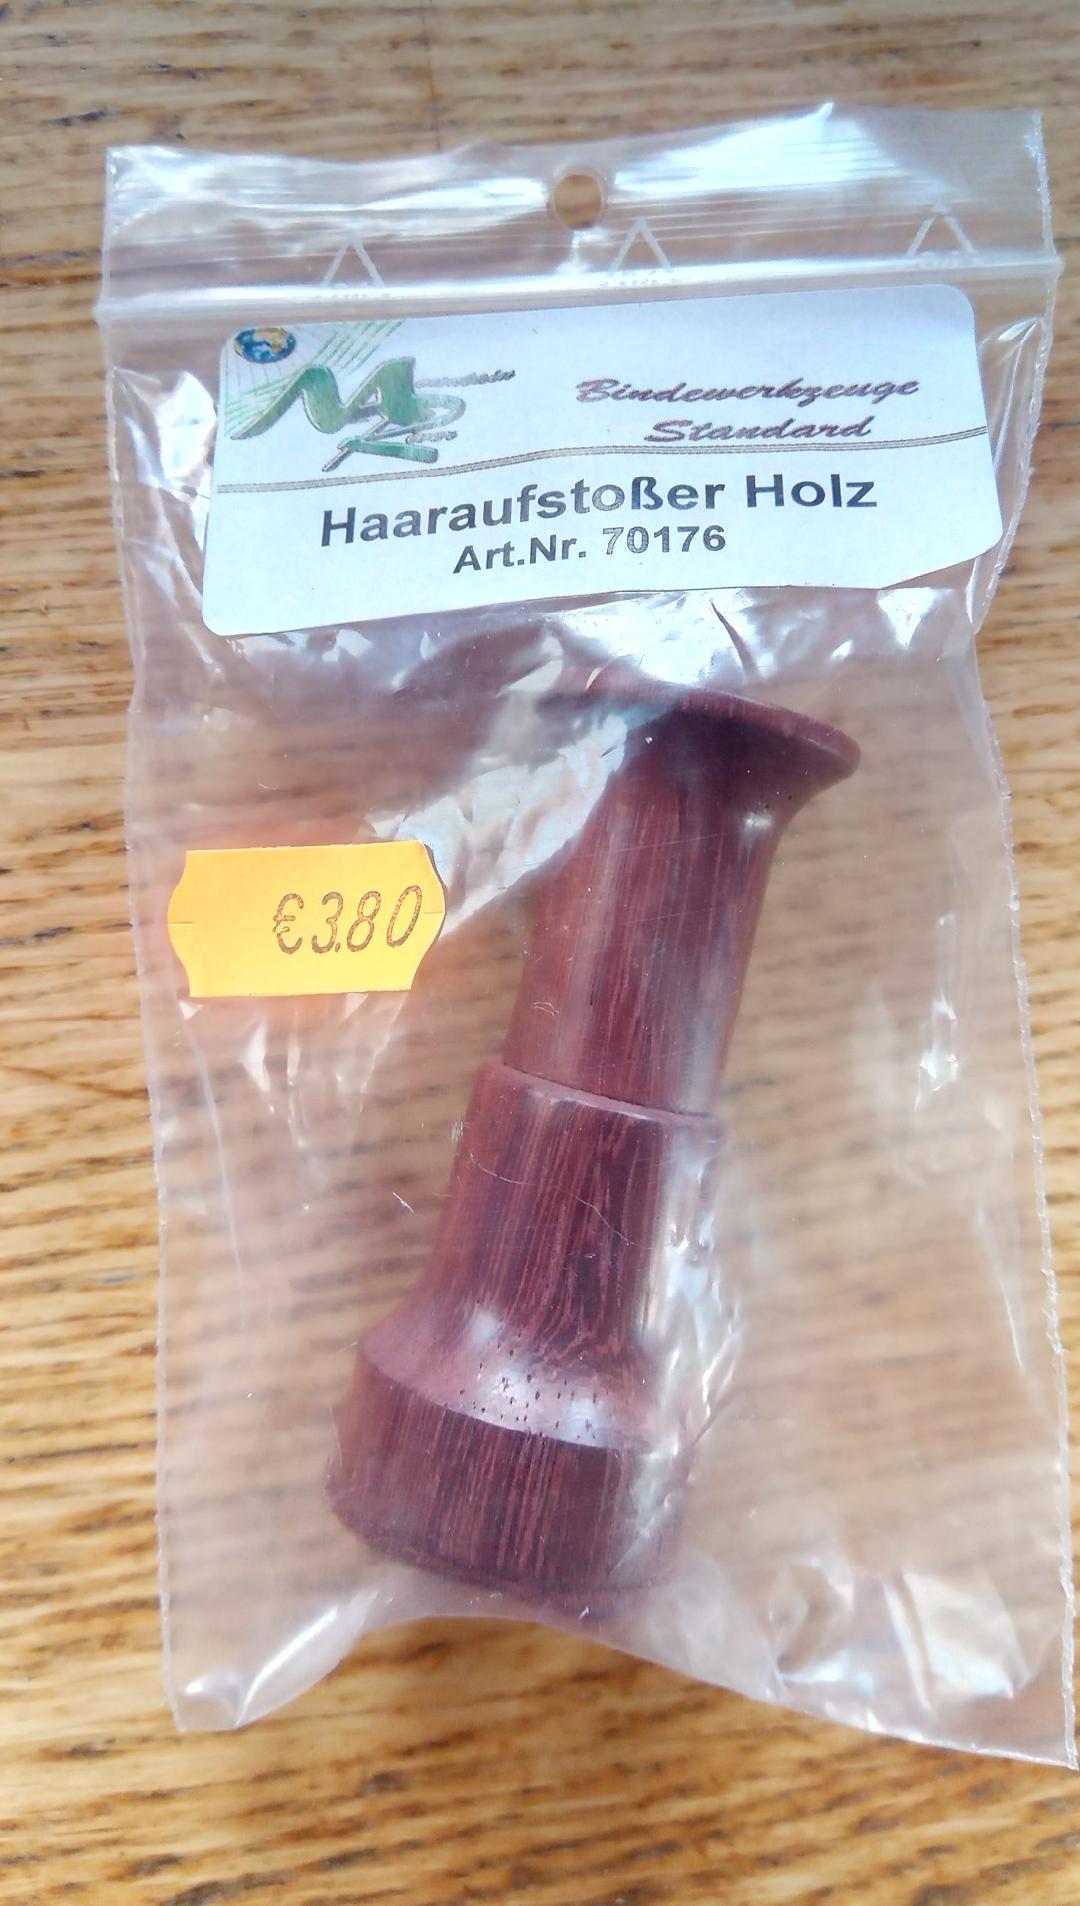 Bindewerkzeuge
Standard
Haaraufstoßer Holz
Art.Nr. 70176
€3.80